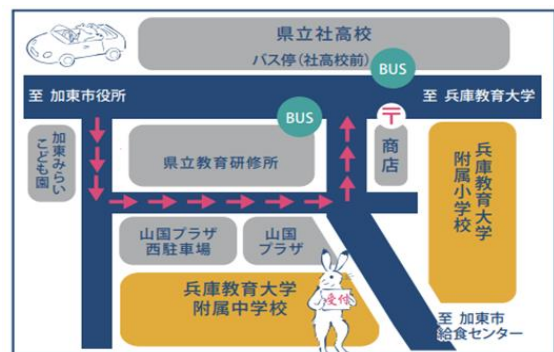 県立社高校
バス停(社高校前)
BUS
至 加東市役所
BUS
〒
至 兵庫教育大学
加東みらい
こども園
県立教育研修所
商店
兵庫教育大学
附属小学校
山国プラザ
西駐車場
山国
プラザ
兵庫教育大学
附属中学校
受付
至 加東市
給食センター